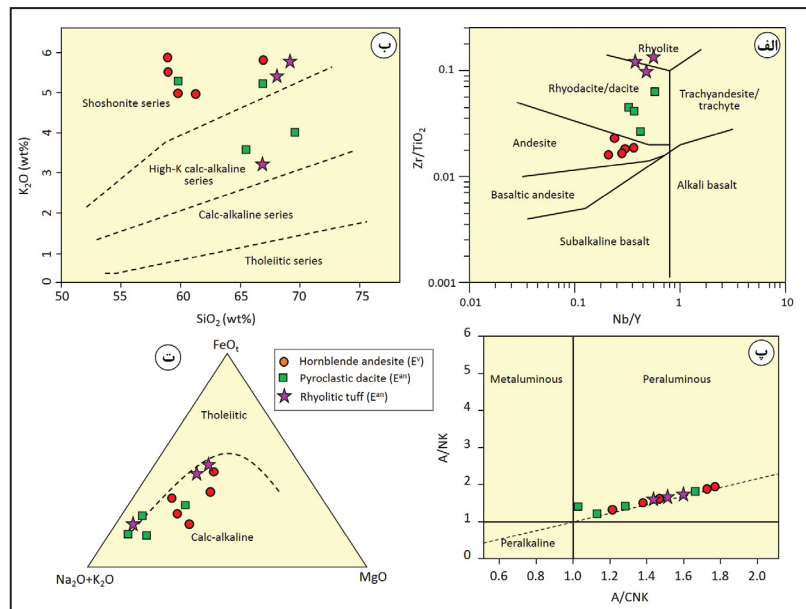 ب
K₂O (wt%)
6
5
4
3
2
1
0
Shoshonite series
High-K calc-alkaline
series
Calc-alkaline series
Tholeiitic series
50 55 60 65 70 75
SiO₂ (wt%)
الف
Zr/TiO₂
0.1
0.01
0.001
Rhyolite
Rhyodacite/dacite
Trachyandesite/
trachyte
Andesite
Basaltic andesite
Alkali basalt
Subalkaline basalt
0.01 0.1 1 10
Nb/Y
ت
FeOₜ
Hornblende andesite (Eᵛ)
Pyroclastic dacite (Eᵃⁿ)
Rhyolitic tuff (Eᵃⁿ)
Tholeiitic
Calc-alkaline
Na₂O+K₂O
MgO
پ
A/NK
6
5
4
3
2
1
0
Metaluminous
Peraluminous
Peralkaline
0.6 0.8 1.0 1.2 1.4 1.6 1.8 2.0
A/CNK